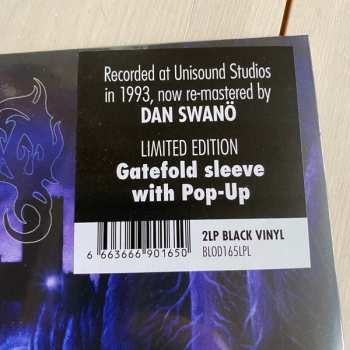 Recorded at Unisound Studios
in 1993, now re-mastered by
DAN SWANÖ
LIMITED EDITION
Gatefold sleeve
with Pop-Up
6 663666 901650
2LP BLACK VINYL
BLOD165LPL